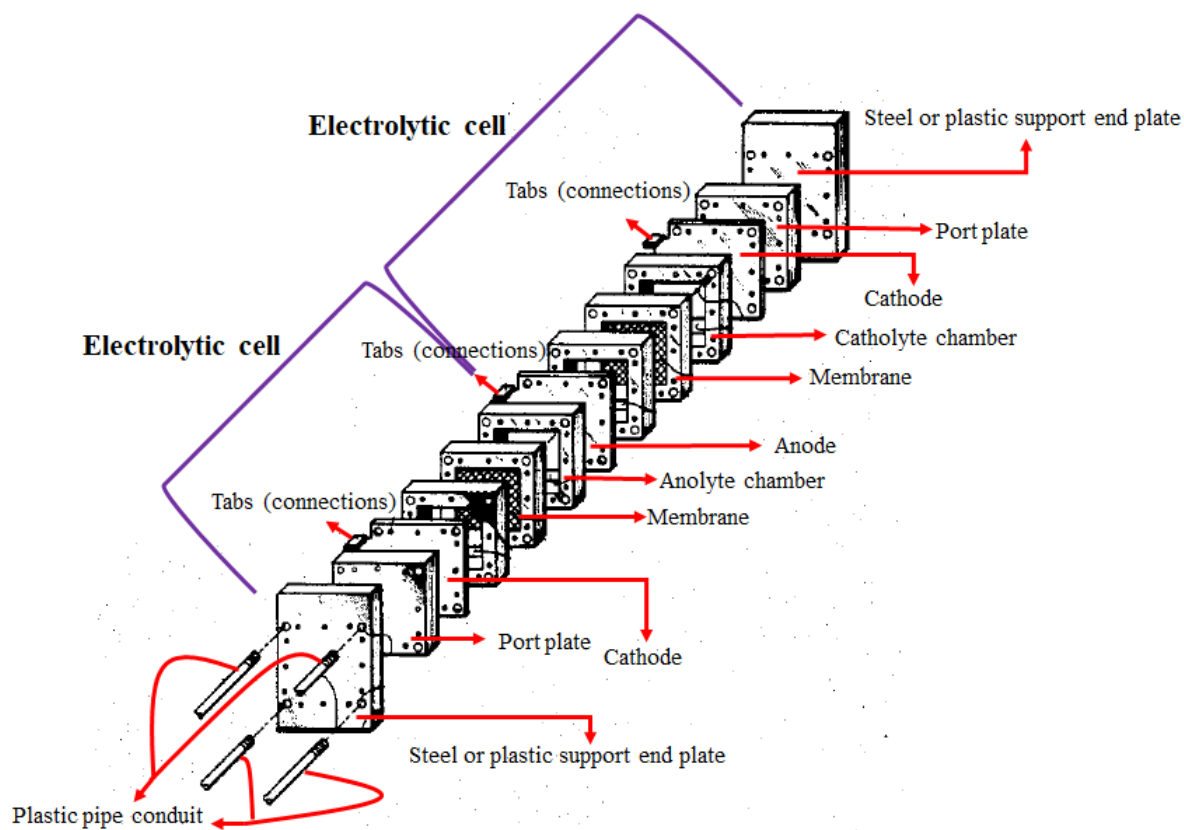 Steel or plastic support end plate
Electrolytic cell
Tabs (connections)
Port plate
Cathode
Catholyte chamber
Electrolytic cell
Tabs (connections)
Membrane
Anode
Anolyte chamber
Tabs (connections)
Membrane
Port plate
Cathode
Steel or plastic support end plate
Plastic pipe conduit